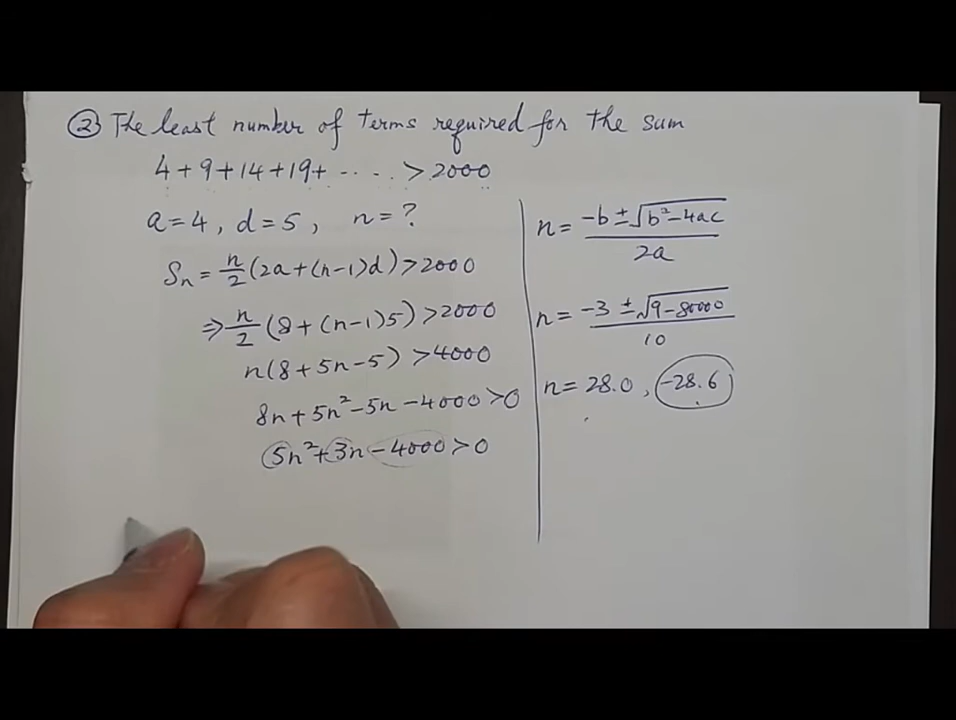 ② The least number of terms required for the sum
4+9+14+19+ ····· >2000
a=4, d=5, n=?
Sₙ = n/2 (2a+(n-1)d) >2000
⇒ n/2 (8+(n-1)5) >2000
n(8+5n-5) >4000
8n+5n²-5n-4000>0
5n²+3n-4000>0
n = (-b±√(b²-4ac))/2a
n = (-3±√(9-80000))/10
n = 28.0, -28.6